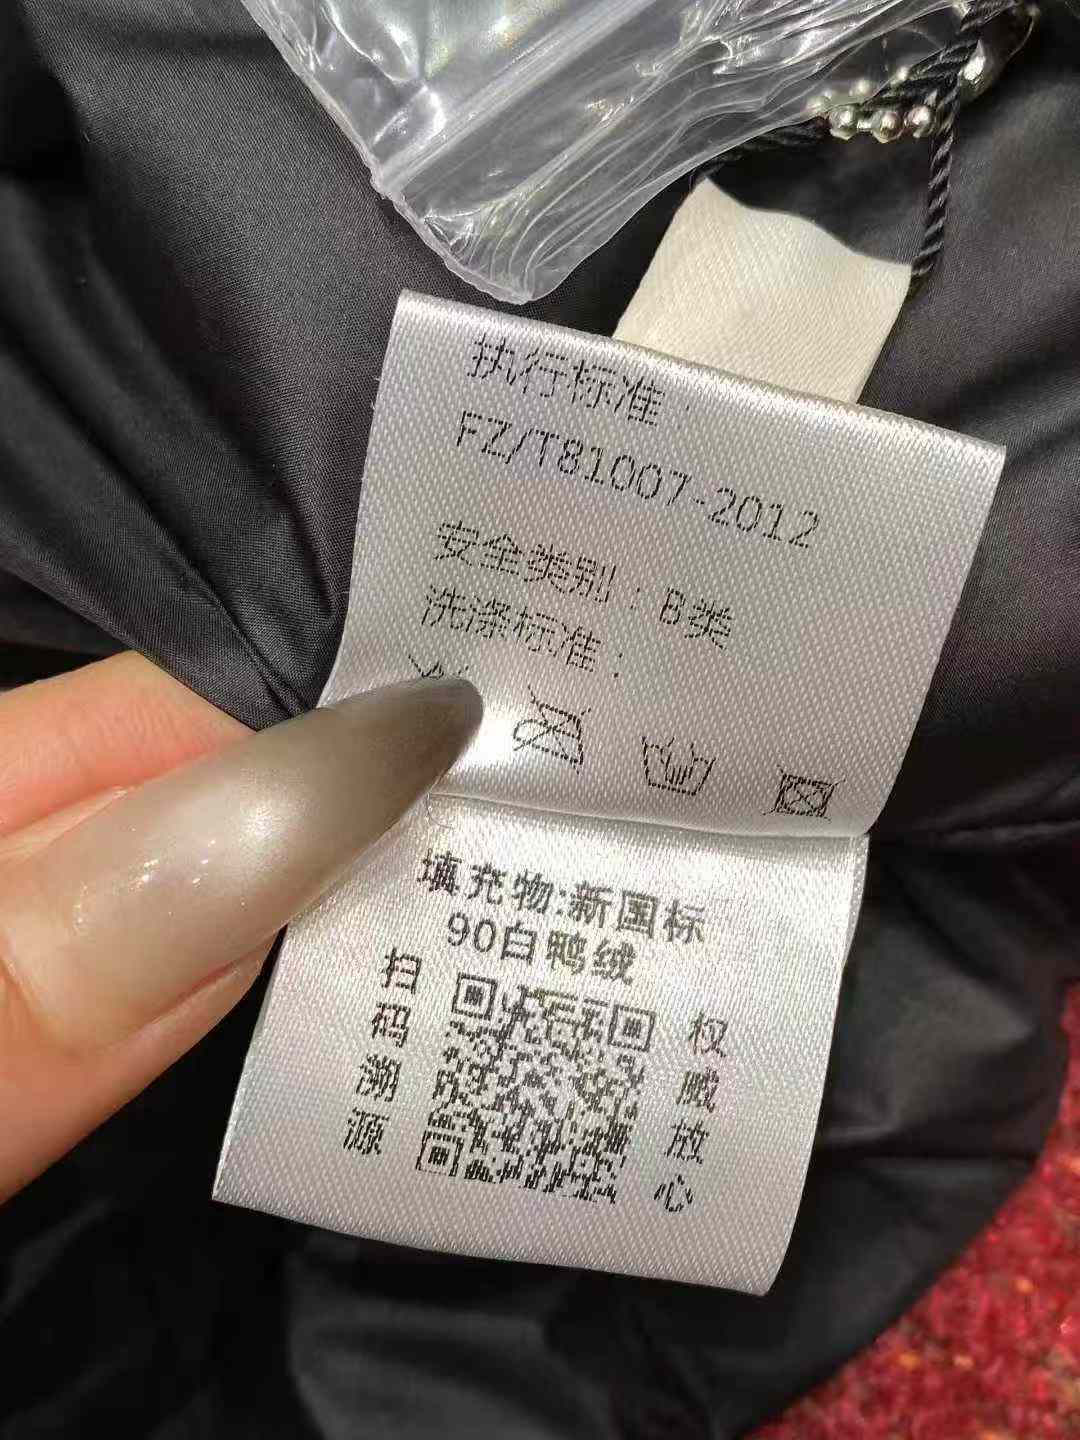 执行标准：
FZ/T81007-2012
安全类别：B类
洗涤标准：
填充物:新国标
90白鸭绒
扫码溯源
权威放心